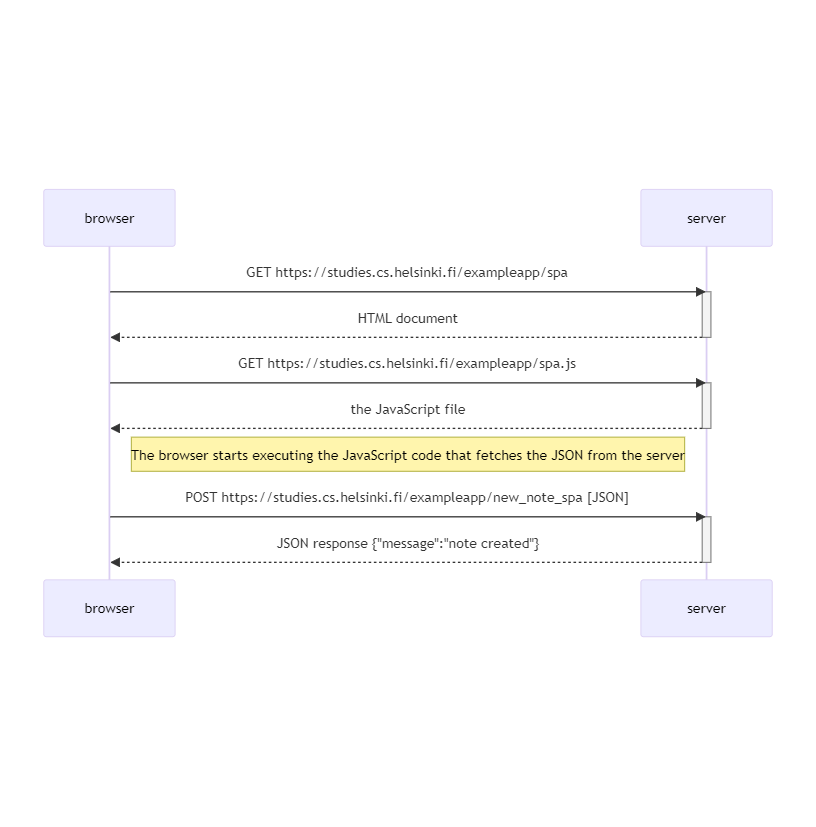 browser
server
GET https://studies.cs.helsinki.fi/exampleapp/spa
HTML document
GET https://studies.cs.helsinki.fi/exampleapp/spa.js
the JavaScript file
The browser starts executing the JavaScript code that fetches the JSON from the server
POST https://studies.cs.helsinki.fi/exampleapp/new_note_spa [JSON]
JSON response {"message":"note created"}
browser
server